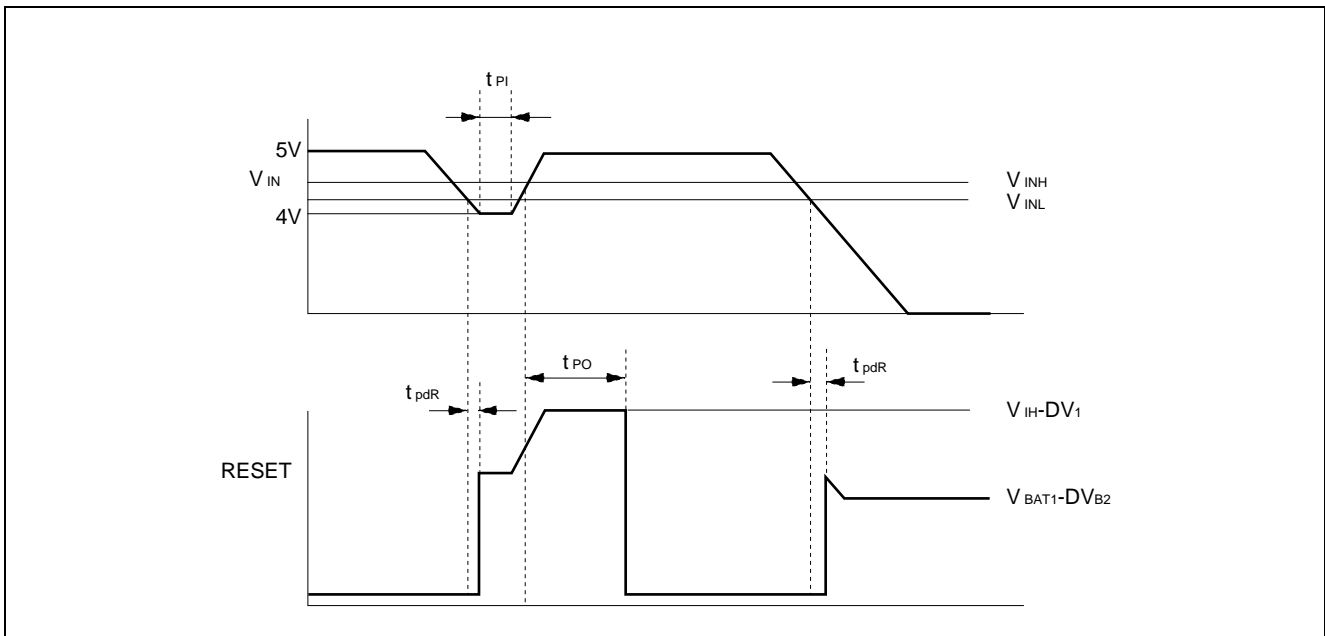 t PI
5V
V IN
V INH
V INL
4V
t PO
t pdR
t pdR
V IH-DV1
RESET
V BAT1-DVB2